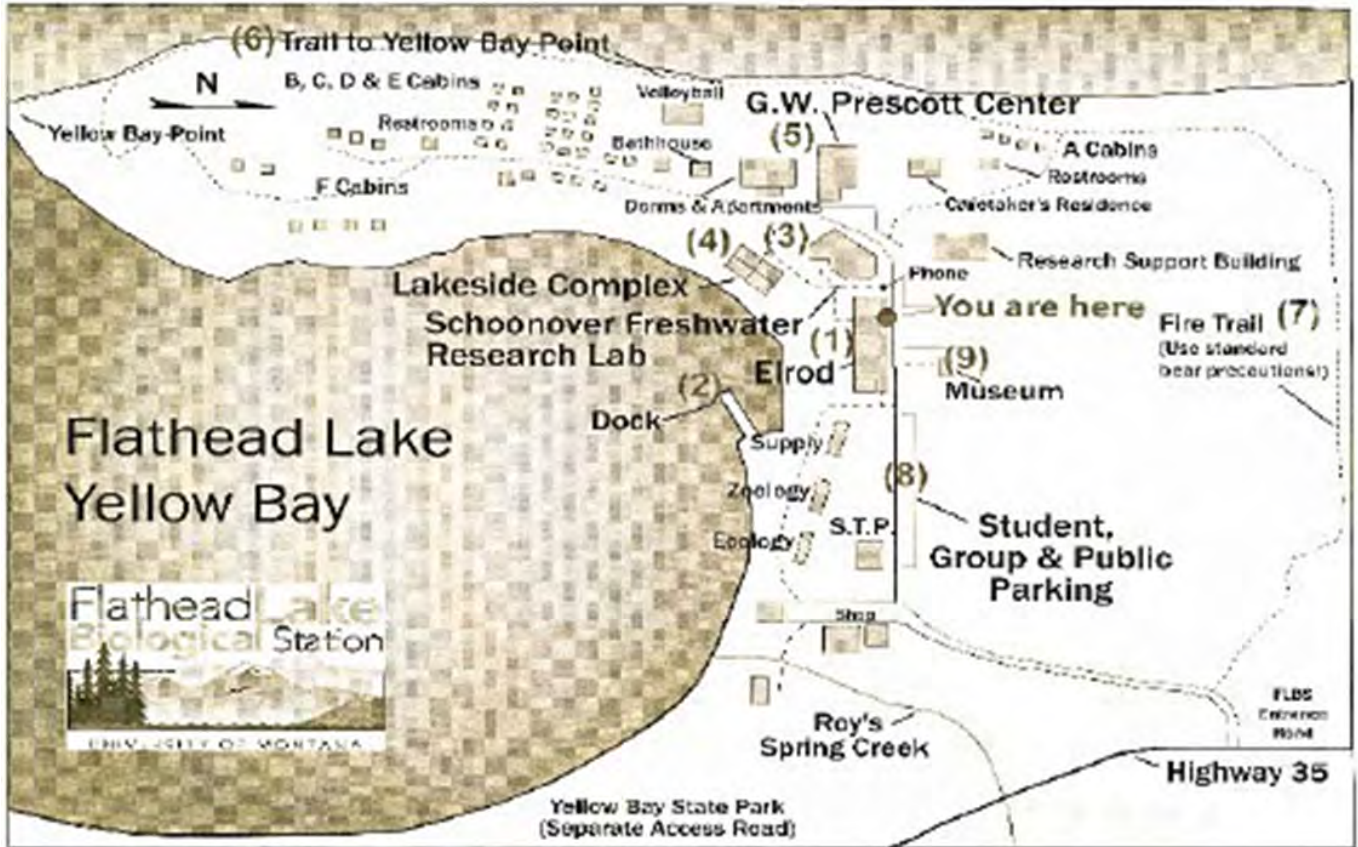 (6) Trail to Yellow Bay Point
N
B, C, D & E Cabins
Volleyball
G.W. Prescott Center
(5)
Yellow Bay Point
Restrooms
Bathhouse
A Cabins
Restrooms
F Cabins
Dorms & Apartments
Caretaker's Residence
(4)
(3)
Research Support Building
Phone
Lakeside Complex
You are here
Schoonover Freshwater
Research Lab
(1)
Elrod
Fire Trail (7)
(Use standard
bear precautions!)
(9)
Museum
(2)
Dock
Flathead Lake
Yellow Bay
Supply
(8)
Zoology
S.T.P.
Ecology
Student,
Group & Public
Parking
Flathead Lake
Biological Station
UNIVERSITY OF MONTANA
Shop
FLBS
Entrance
Road
Roy's
Spring Creek
Highway 35
Yellow Bay State Park
(Separate Access Road)